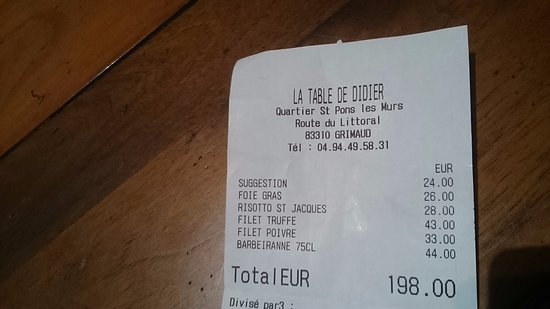 LA TABLE DE DIDIER
Quartier St Pons les Murs
Route du Littoral
83310 GRIMAUD
Tél : 04.94.49.58.31
EUR
SUGGESTION 24.00
FOIE GRAS 26.00
RISOTTO ST JACQUES 28.00
FILET TRUFFE 43.00
FILET POIVRE 33.00
BARBEIRANNE 75CL 44.00
TotalEUR 198.00
Divisé par3 :